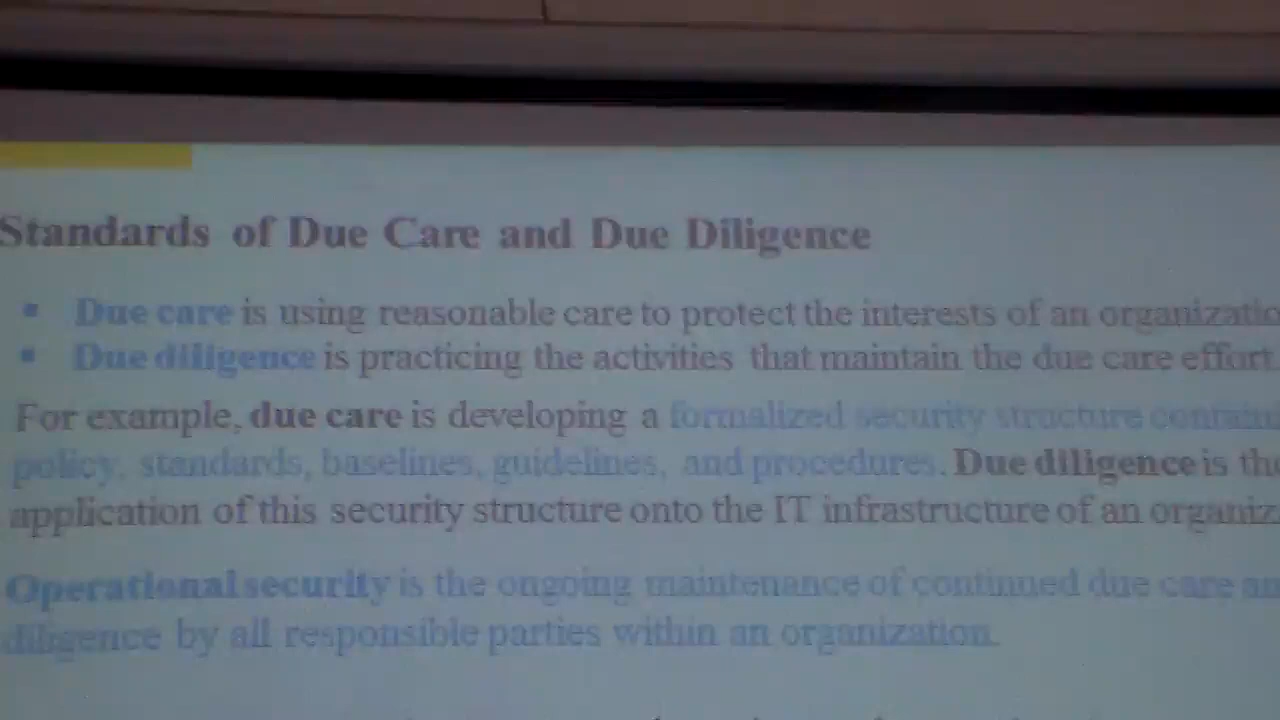 Standards of Due Care and Due Diligence
▪ Due care is using reasonable care to protect the interests of an organizatio
▪ Due diligence is practicing the activities that maintain the due care effort.
For example, due care is developing a formalized security structure containi
policy, standards, baselines, guidelines, and procedures. Due diligence is the
application of this security structure onto the IT infrastructure of an organiz
Operational security is the ongoing maintenance of continued due care an
diligence by all responsible parties within an organization.